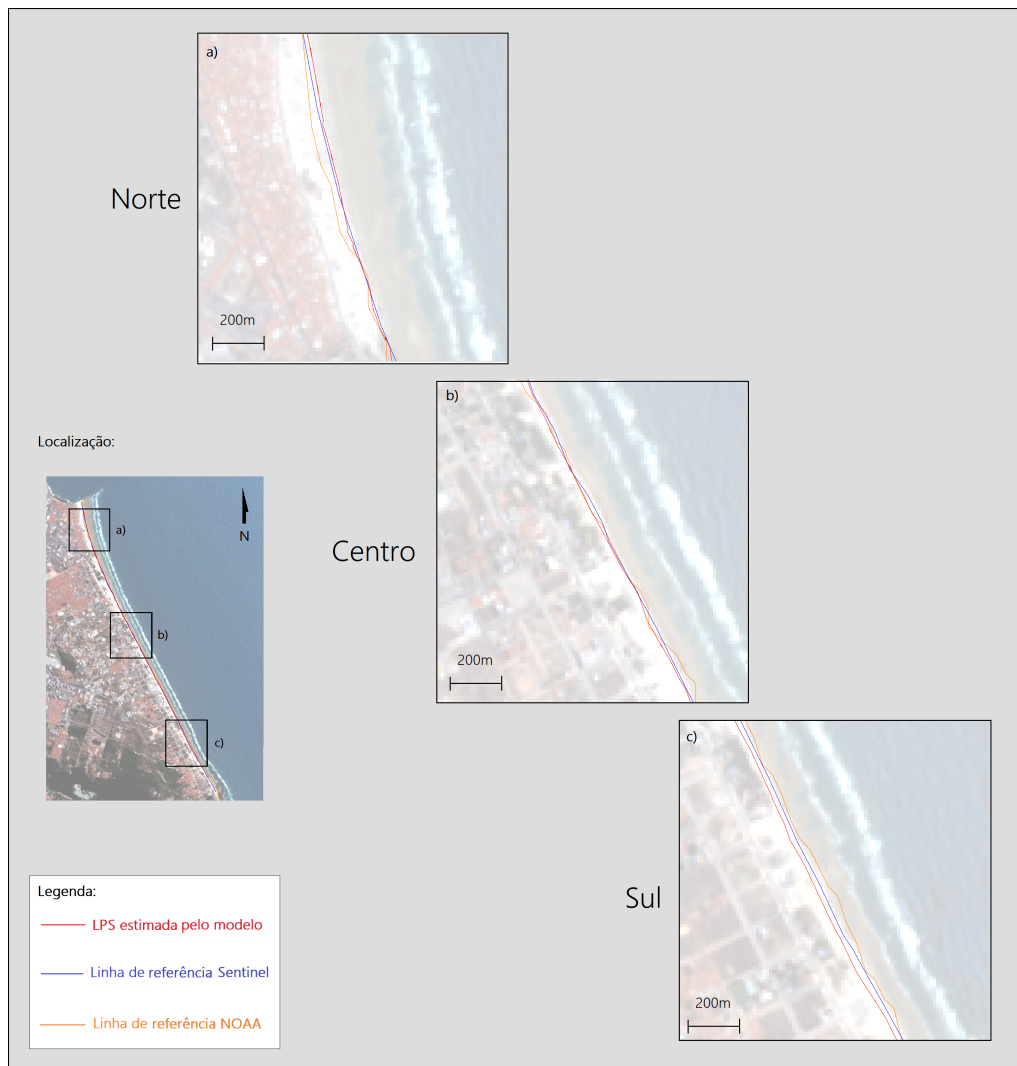 a)
Norte
200m
b)
Localização:
a)
N
Centro
b)
200m
c)
c)
Legenda:
Sul
LPS estimada pelo modelo
Linha de referência Sentinel
200m
Linha de referência NOAA